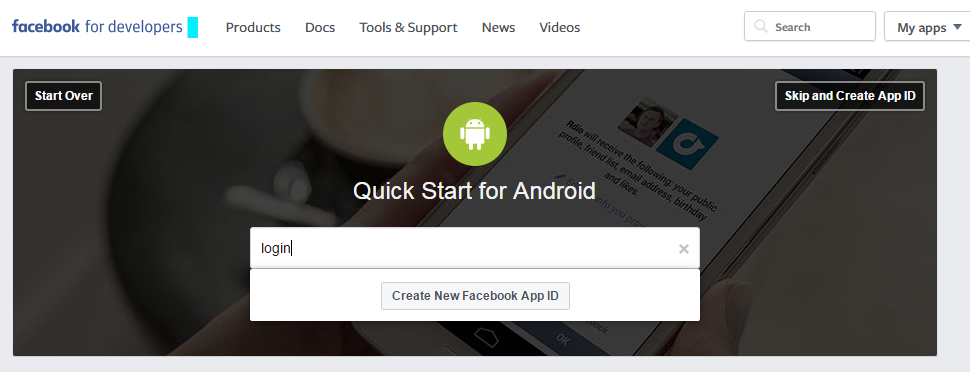 facebook for developers
Products
Docs
Tools & Support
News
Videos
Search
My apps
Start Over
Skip and Create App ID
Rdio will receive the following: your public
profile, friend list, email address, birthday
and likes.
Quick Start for Android
login
Create New Facebook App ID
OK